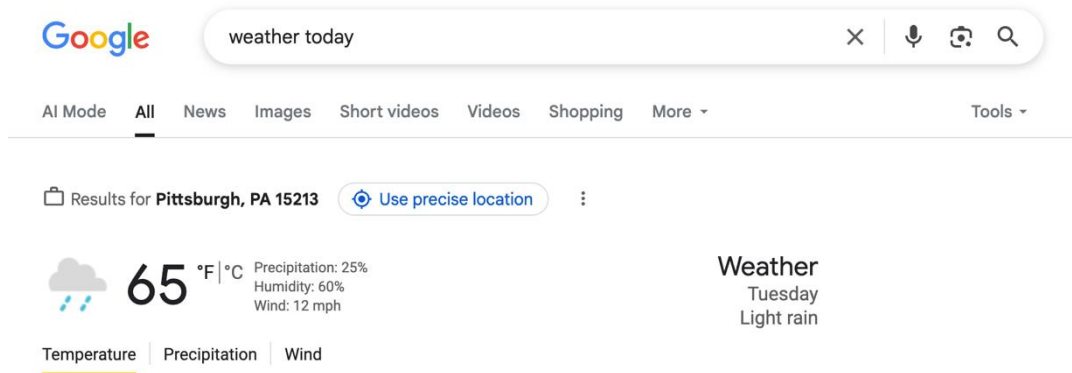 Google
weather today
AI Mode All News Images Short videos Videos Shopping More Tools
Results for Pittsburgh, PA 15213 Use precise location
65 °F|°C
Precipitation: 25%
Humidity: 60%
Wind: 12 mph
Weather
Tuesday
Light rain
Temperature Precipitation Wind